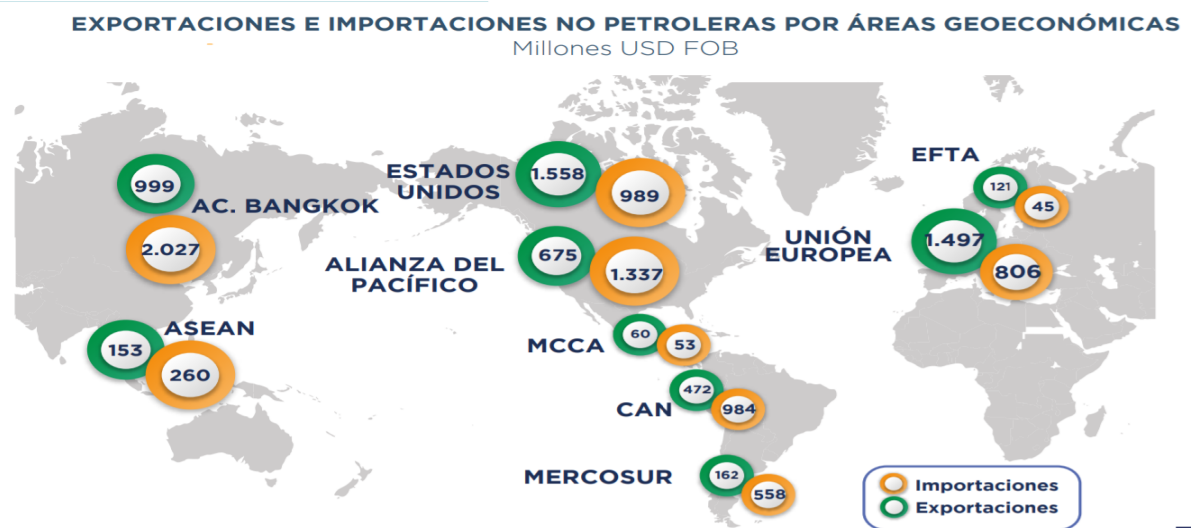 EXPORTACIONES E IMPORTACIONES NO PETROLERAS POR ÁREAS GEOECONÓMICAS
Millones USD FOB
999
AC. BANGKOK
2.027
ASEAN
153
260
ESTADOS
UNIDOS
1.558
989
ALIANZA DEL
PACÍFICO
675
1.337
MCCA
60
53
CAN
472
984
MERCOSUR
162
558
EFTA
121
45
UNIÓN
EUROPEA
1.497
806
Importaciones
Exportaciones